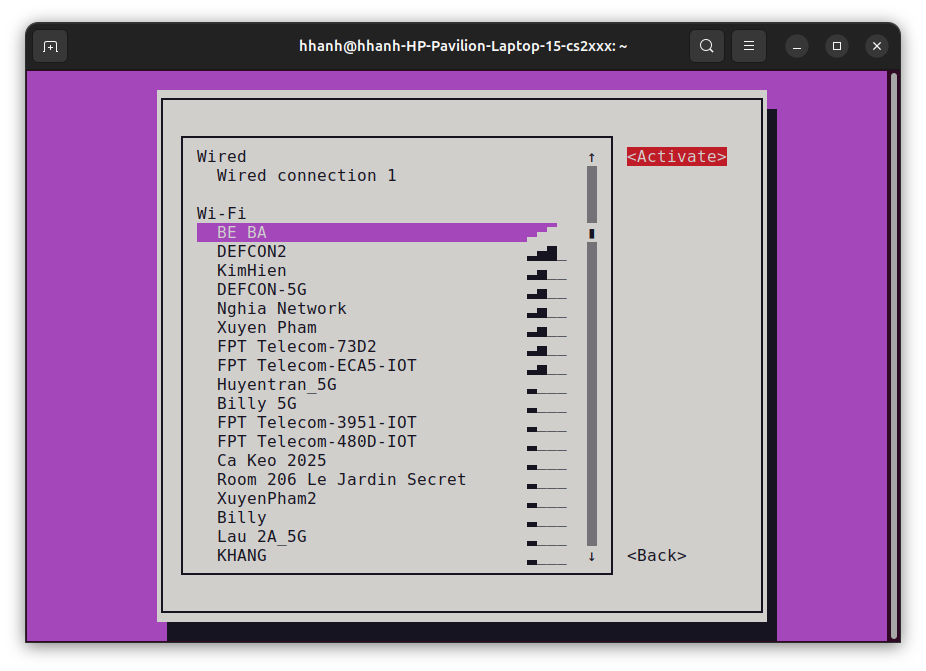 hhanh@hhanh-HP-Pavilion-Laptop-15-cs2xxx: ~
Wired ↑ <Activate>
Wired connection 1
Wi-Fi
BE BA
DEFCON2
KimHien
DEFCON-5G
Nghia Network
Xuyen Pham
FPT Telecom-73D2
FPT Telecom-ECA5-IOT
Huyentran_5G
Billy 5G
FPT Telecom-3951-IOT
FPT Telecom-480D-IOT
Ca Keo 2025
Room 206 Le Jardin Secret
XuyenPham2
Billy
Lau 2A_5G
KHANG ↓ <Back>